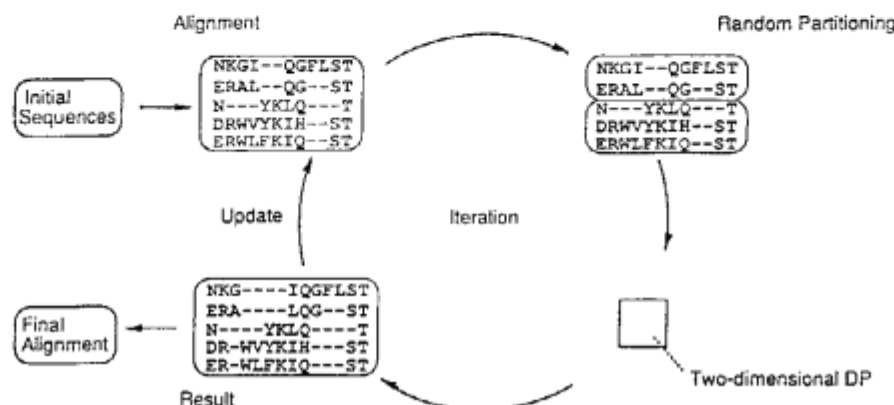 Alignment
Random Partitioning
NKGI--QGFLST
ERAL--QG--ST
N---YKLQ---T
DRWVYKIH--ST
ERWLFKIQ--ST
NKGI--QGFLST
ERAL--QG--ST
N---YKLQ---T
DRWVYKIH--ST
ERWLFKIQ--ST
Initial
Sequences
Update
Iteration
NKG----IQGFLST
ERA----LQG--ST
N----YKLQ----T
DR-WVYKIH---ST
ER-WLFKIQ---ST
Final
Alignment
Two-dimensional DP
Result